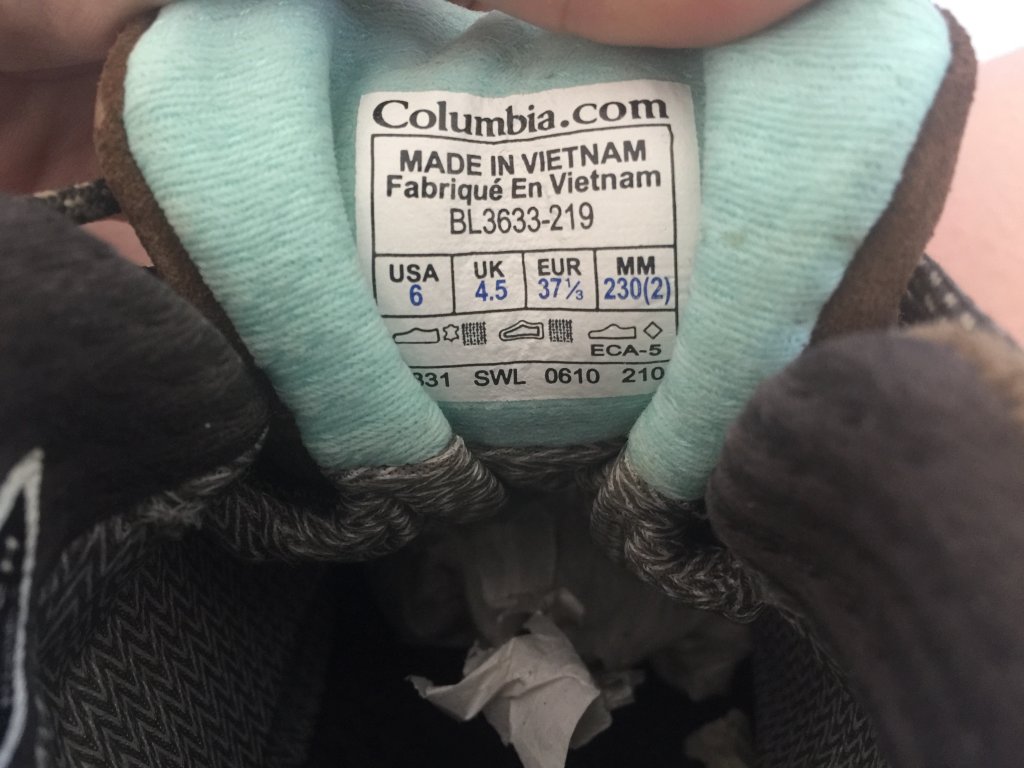 Columbia.com
MADE IN VIETNAM
Fabriqué En Vietnam
BL3633-219
USA UK EUR MM
6 4.5 37⅓ 230(2)
ECA-5
SWL 0610 210